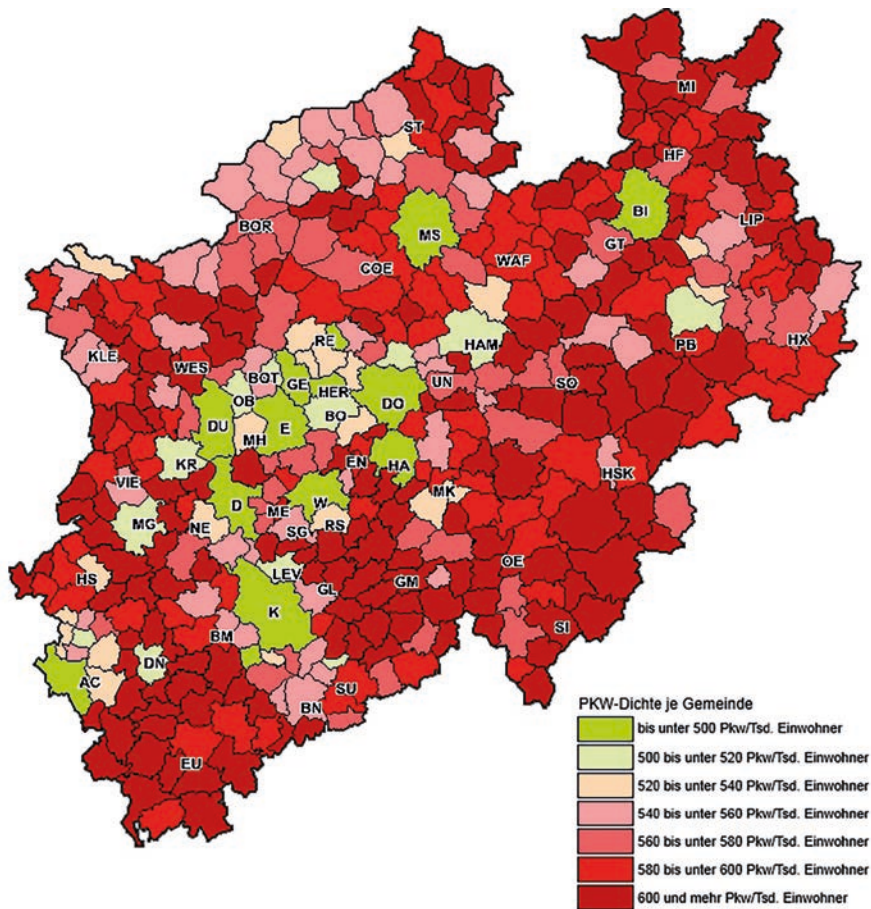 MI
ST
HF
BI
BOR
LIP
MS
GT
WAF
COE
RE
HAM
PB
HX
KLE
WES
BOT
GE
HER
UN
SO
OB
DO
DU
E
BO
MH
KR
EN
HA
HSK
VIE
D
W
MK
MG
NE
ME
SG
RS
HS
LEV
OE
GL
GM
K
BM
SI
DN
AC
SU
BN
EU
PKW-Dichte je Gemeinde
bis unter 500 Pkw/Tsd. Einwohner
500 bis unter 520 Pkw/Tsd. Einwohner
520 bis unter 540 Pkw/Tsd. Einwohner
540 bis unter 560 Pkw/Tsd. Einwohner
560 bis unter 580 Pkw/Tsd. Einwohner
580 bis unter 600 Pkw/Tsd. Einwohner
600 und mehr Pkw/Tsd. Einwohner